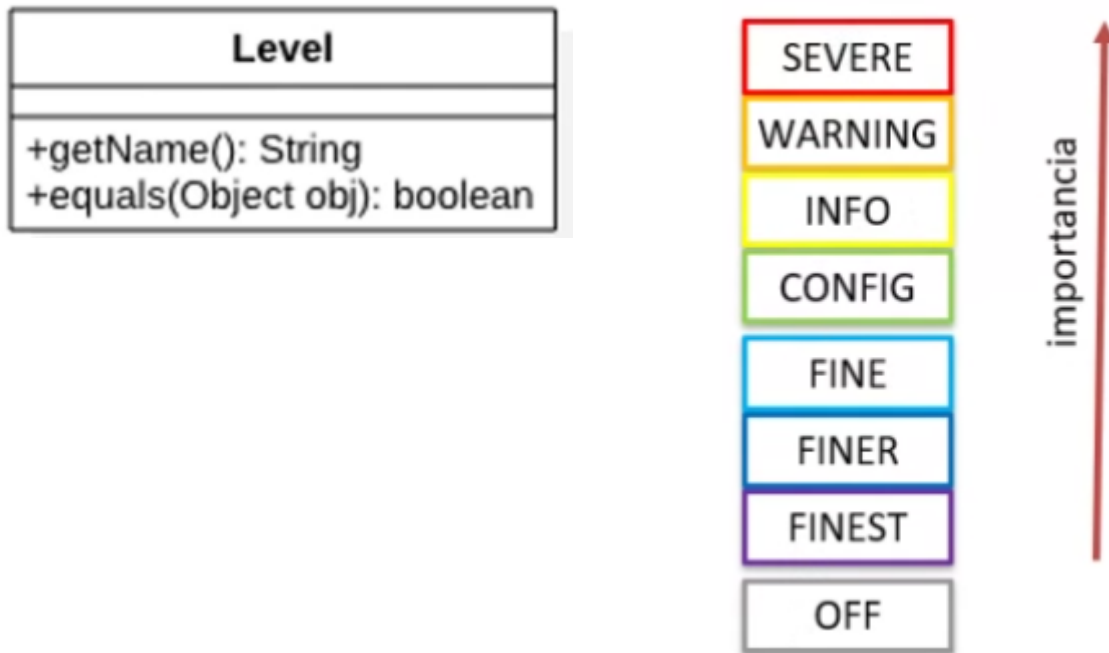 Level
+getName(): String
+equals(Object obj): boolean
SEVERE
WARNING
INFO
CONFIG
FINE
FINER
FINEST
OFF
importancia